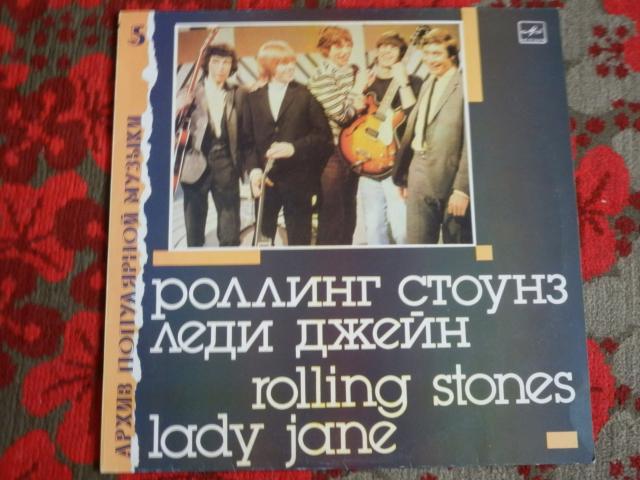 5
АРХИВ ПОПУЛЯРНОЙ МУЗЫКИ
РОЛЛИНГ СТОУНЗ
ЛЕДИ ДЖЕЙН
rolling stones
lady jane